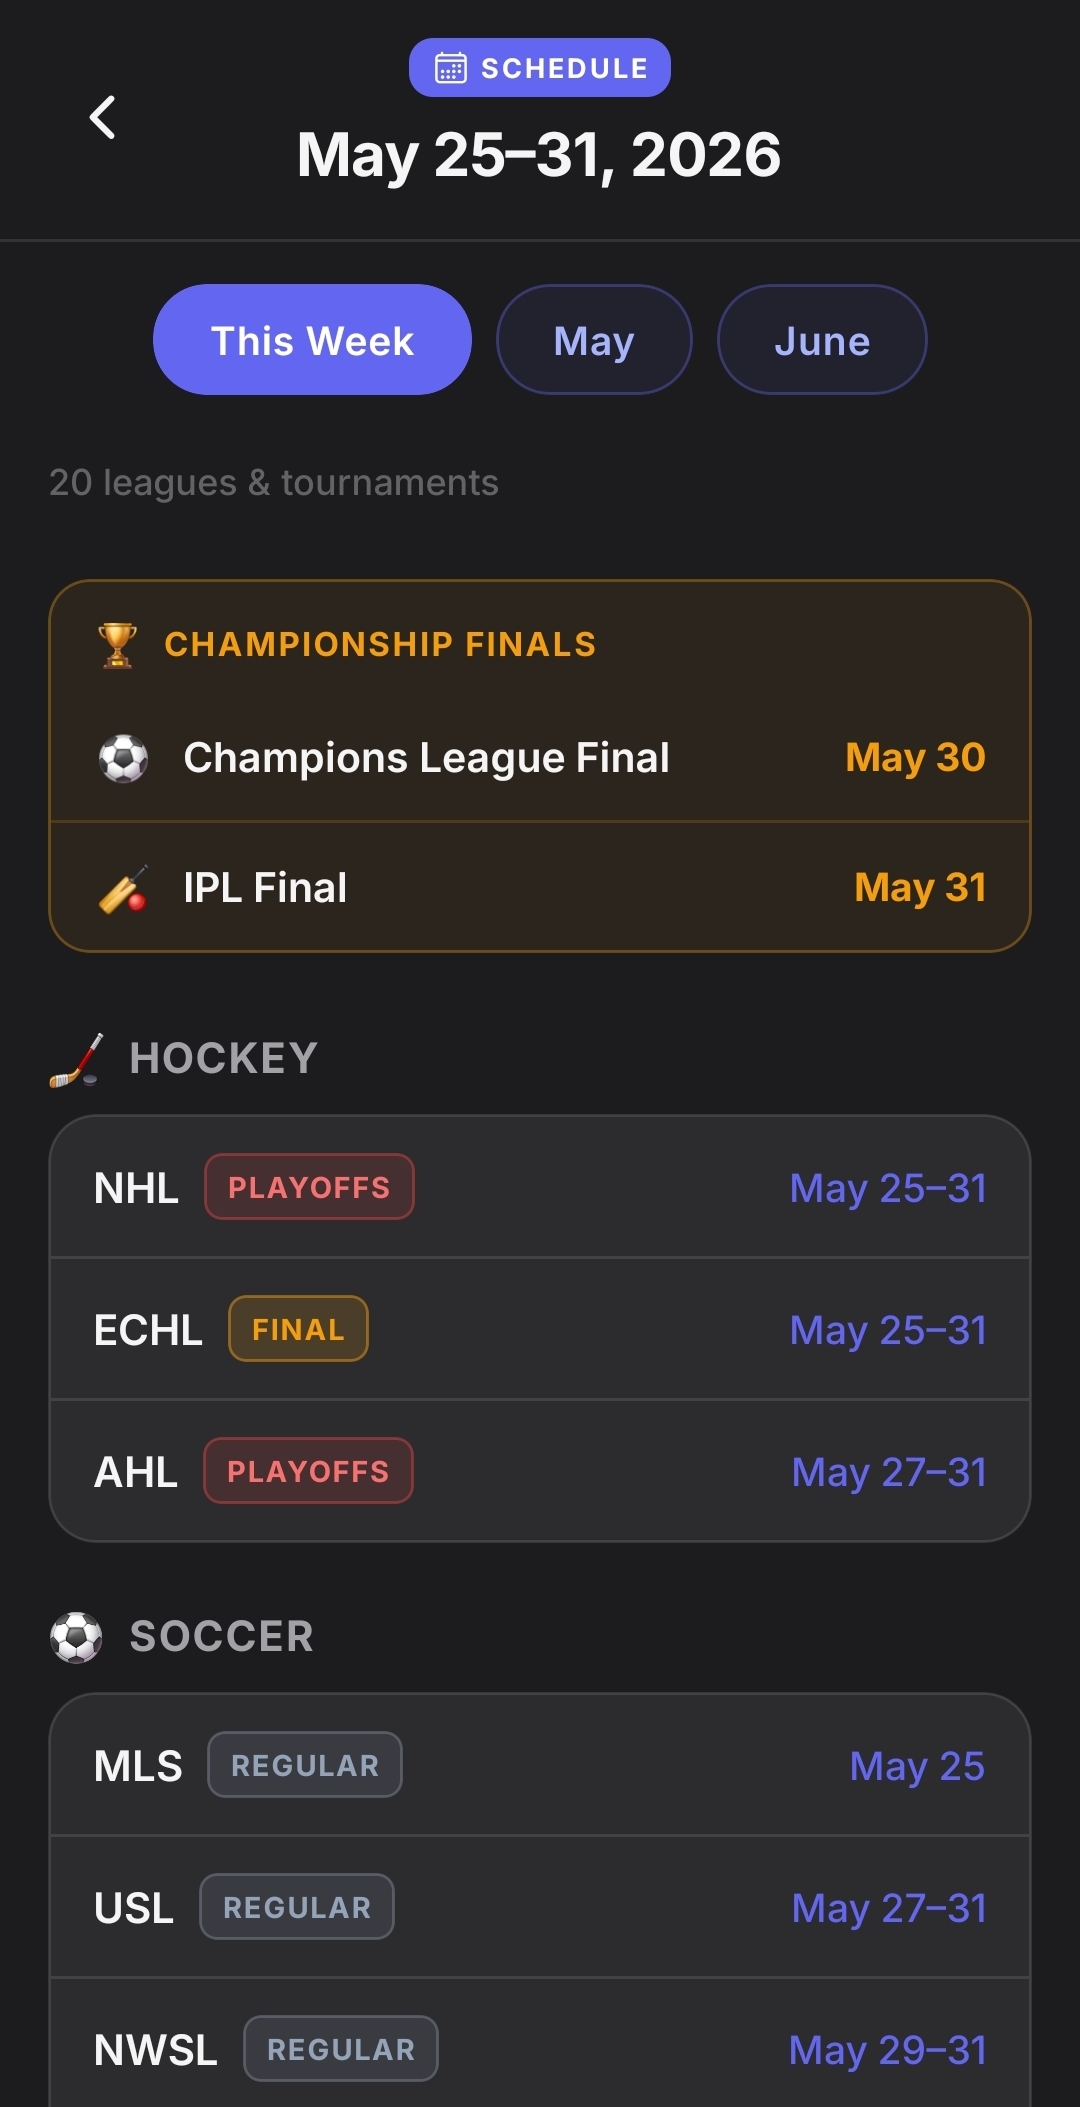 SCHEDULE
May 25–31, 2026
This Week May June
20 leagues & tournaments
CHAMPIONSHIP FINALS
Champions League Final May 30
IPL Final May 31
HOCKEY
NHL PLAYOFFS May 25–31
ECHL FINAL May 25–31
AHL PLAYOFFS May 27–31
SOCCER
MLS REGULAR May 25
USL REGULAR May 27–31
NWSL REGULAR May 29–31